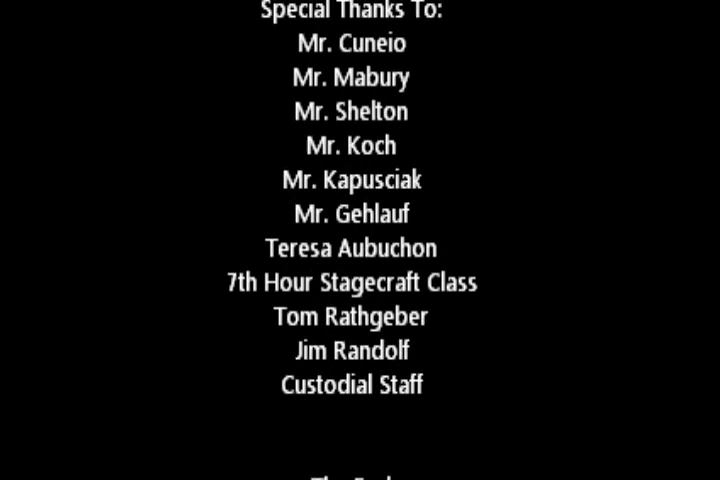 Special Thanks To:
Mr. Cuneio
Mr. Mabury
Mr. Shelton
Mr. Koch
Mr. Kapusciak
Mr. Gehlauf
Teresa Aubuchon
7th Hour Stagecraft Class
Tom Rathgeber
Jim Randolf
Custodial Staff